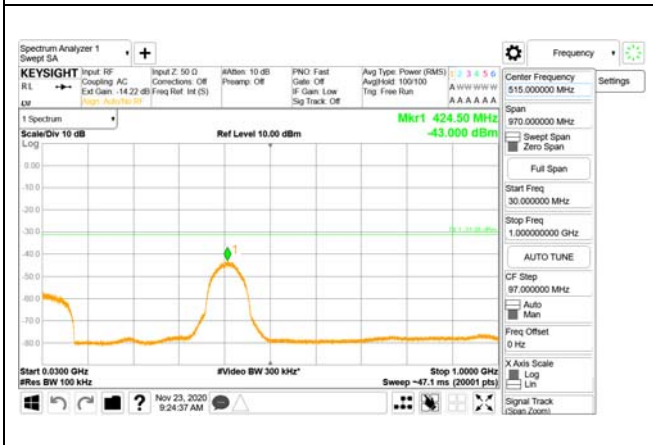 Spectrum Analyzer 1
Swept SA
Frequency
KEYSIGHT
RL
Input: RF
Coupling: AC
Ext Gain: -14.22 dB
Align: Auto/No RF
Input Z: 50 Ω
Corrections: Off
Freq Ref: Int (S)
#Atten: 10 dB
Preamp: Off
PNO: Fast
Gate: Off
IF Gain: Low
Sig Track: Off
Avg Type: Power (RMS)
Avg|Hold: 100/100
Trig: Free Run
1 2 3 4 5 6
A W W W W W
A A A A A A
1 Spectrum
Scale/Div 10 dB
Log
Ref Level 10.00 dBm
Mkr1 424.50 MHz
-43.000 dBm
0.00
-10.0
-20.0
-30.0
-40.0
-50.0
-60.0
-70.0
-80.0
1
Start 0.0300 GHz
#Res BW 100 kHz
#Video BW 300 kHz*
Stop 1.0000 GHz
Sweep ~47.1 ms (20001 pts)
Nov 23, 2020
9:24:37 AM
Center Frequency
515.000000 MHz
Settings
Span
970.000000 MHz
Swept Span
Zero Span
Full Span
Start Freq
30.000000 MHz
Stop Freq
1.000000000 GHz
AUTO TUNE
CF Step
97.000000 MHz
Auto
Man
Freq Offset
0 Hz
X Axis Scale
Log
Lin
Signal Track
(Span Zoom)